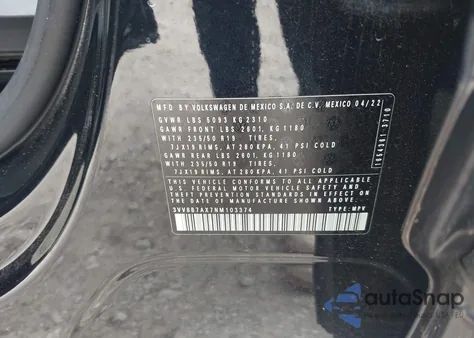 MFD. BY VOLKSWAGEN DE MEXICO S.A. DE C.V. MEXICO 04/22
GVWR LBS 5093 KG 2310
GAWR FRONT LBS 2601, KG 1180
WITH 235/50 R19 TIRES,
7JX19 RIMS, AT 280 KPA, 41 PSI COLD
GAWR REAR LBS 2601, KG 1180
WITH 235/50 R19 TIRES,
7JX19 RIMS, AT 280 KPA, 41 PSI COLD
THIS VEHICLE CONFORMS TO ALL APPLICABLE
U.S. FEDERAL MOTOR VEHICLE SAFETY AND
THEFT PREVENTION STANDARDS IN EFFECT ON
THE DATE OF MANUFACTURE SHOWN ABOVE.
3VV8B7AX7NM103374 TYPE: MPV
3710
autoSnap